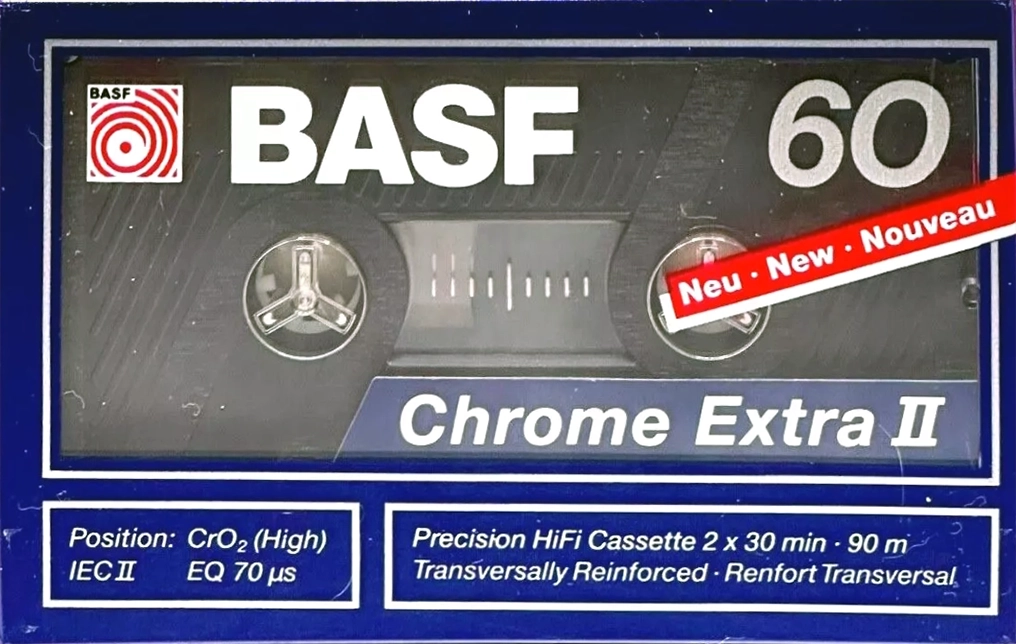 BASF
BASF
60
Neu · New · Nouveau
Chrome Extra II
Position: CrO₂ (High)
IEC II EQ 70 µs
Precision HiFi Cassette 2 x 30 min · 90 m
Transversally Reinforced · Renfort Transversal